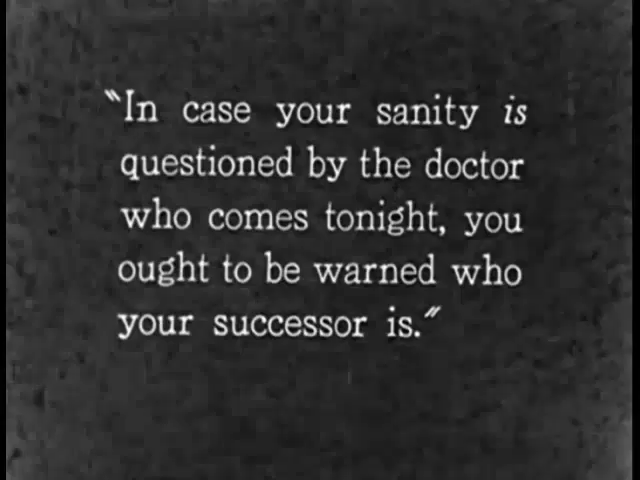 "In case your sanity is
questioned by the doctor
who comes tonight, you
ought to be warned who
your successor is."